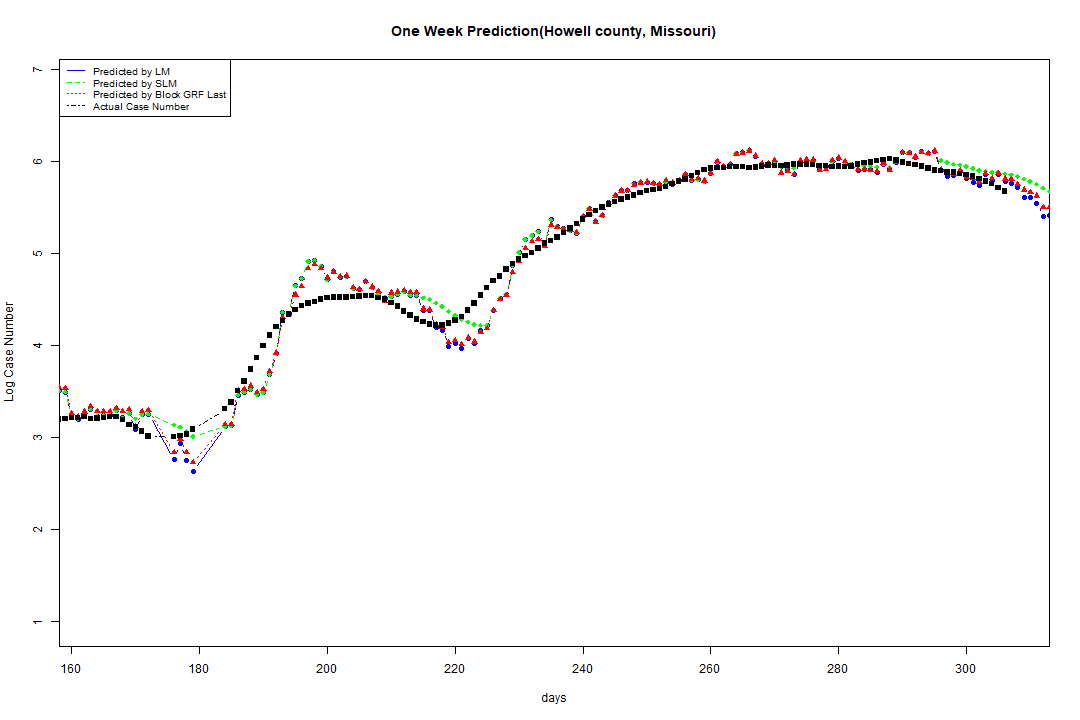 One Week Prediction(Howell county, Missouri)
Predicted by LM
Predicted by SLM
Predicted by Block GRF Last
Actual Case Number
Log Case Number
7
6
5
4
3
2
1
160 180 200 220 240 260 280 300
days